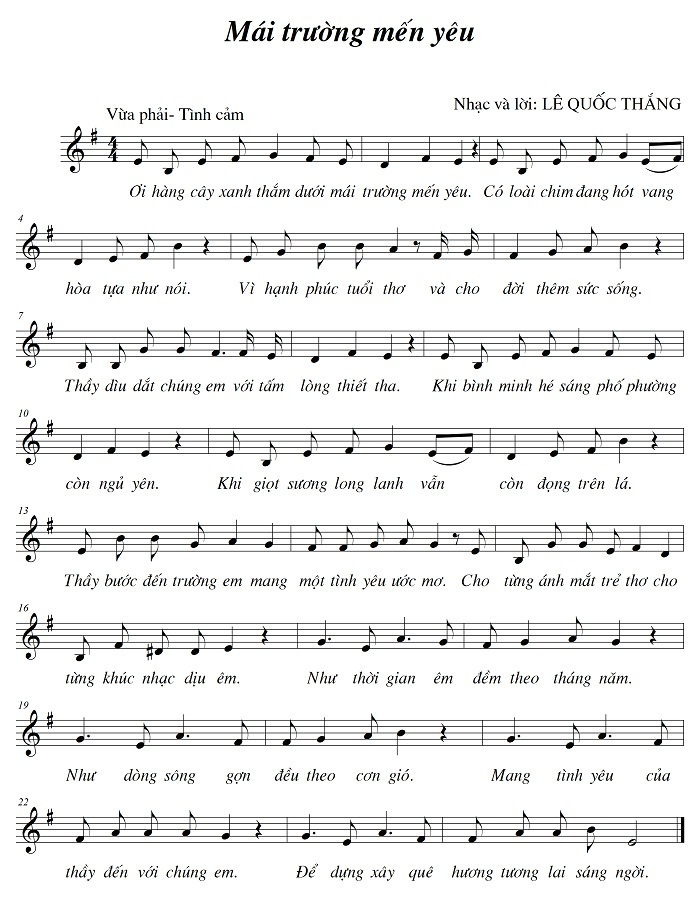 Mái trường mến yêu
Nhạc và lời: LÊ QUỐC THẮNG
Vừa phải- Tình cảm
Ơi hàng cây xanh thắm dưới mái trường mến yêu. Có loài chim đang hót vang
4
hòa tựa như nói. Vì hạnh phúc tuổi thơ và cho đời thêm sức sống.
7
Thầy dìu dắt chúng em với tấm lòng thiết tha. Khi bình minh hé sáng phố phường
10
còn ngủ yên. Khi giọt sương long lanh vẫn còn đọng trên lá.
13
Thầy bước đến trường em mang một tình yêu ước mơ. Cho từng ánh mắt trẻ thơ cho
16
từng khúc nhạc dịu êm. Như thời gian êm đềm theo tháng năm.
19
Như dòng sông gợn đều theo cơn gió. Mang tình yêu của
22
thầy đến với chúng em. Để dựng xây quê hương tương lai sáng ngời.